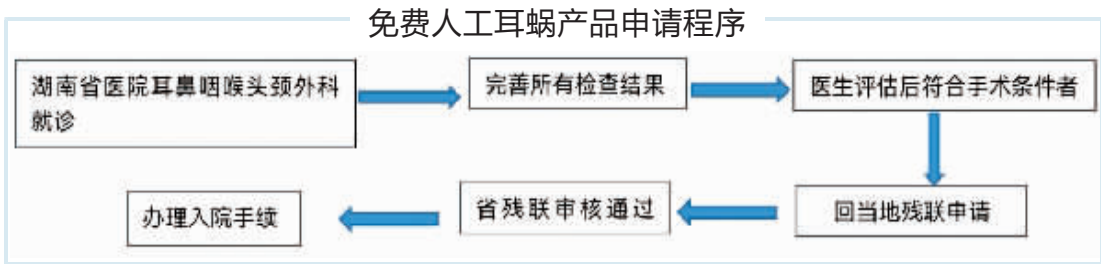 免费人工耳蜗产品申请程序
湖南省医院耳鼻咽喉头颈外科
就诊
完善所有检查结果
医生评估后符合手术条件者
回当地残联申请
省残联审核通过
办理入院手续